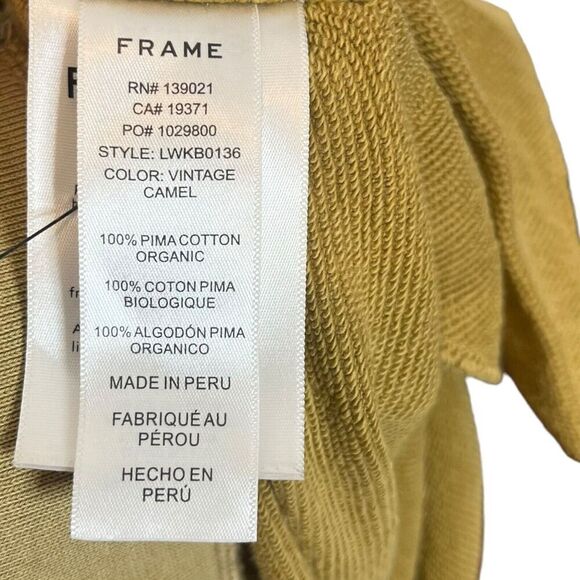 FRAME
RN# 139021
CA# 19371
PO# 1029800
STYLE: LWKB0136
COLOR: VINTAGE
CAMEL
100% PIMA COTTON
ORGANIC
100% COTON PIMA
BIOLOGIQUE
100% ALGODÓN PIMA
ORGANICO
MADE IN PERU
FABRIQUÉ AU
PÉROU
HECHO EN
PERÚ